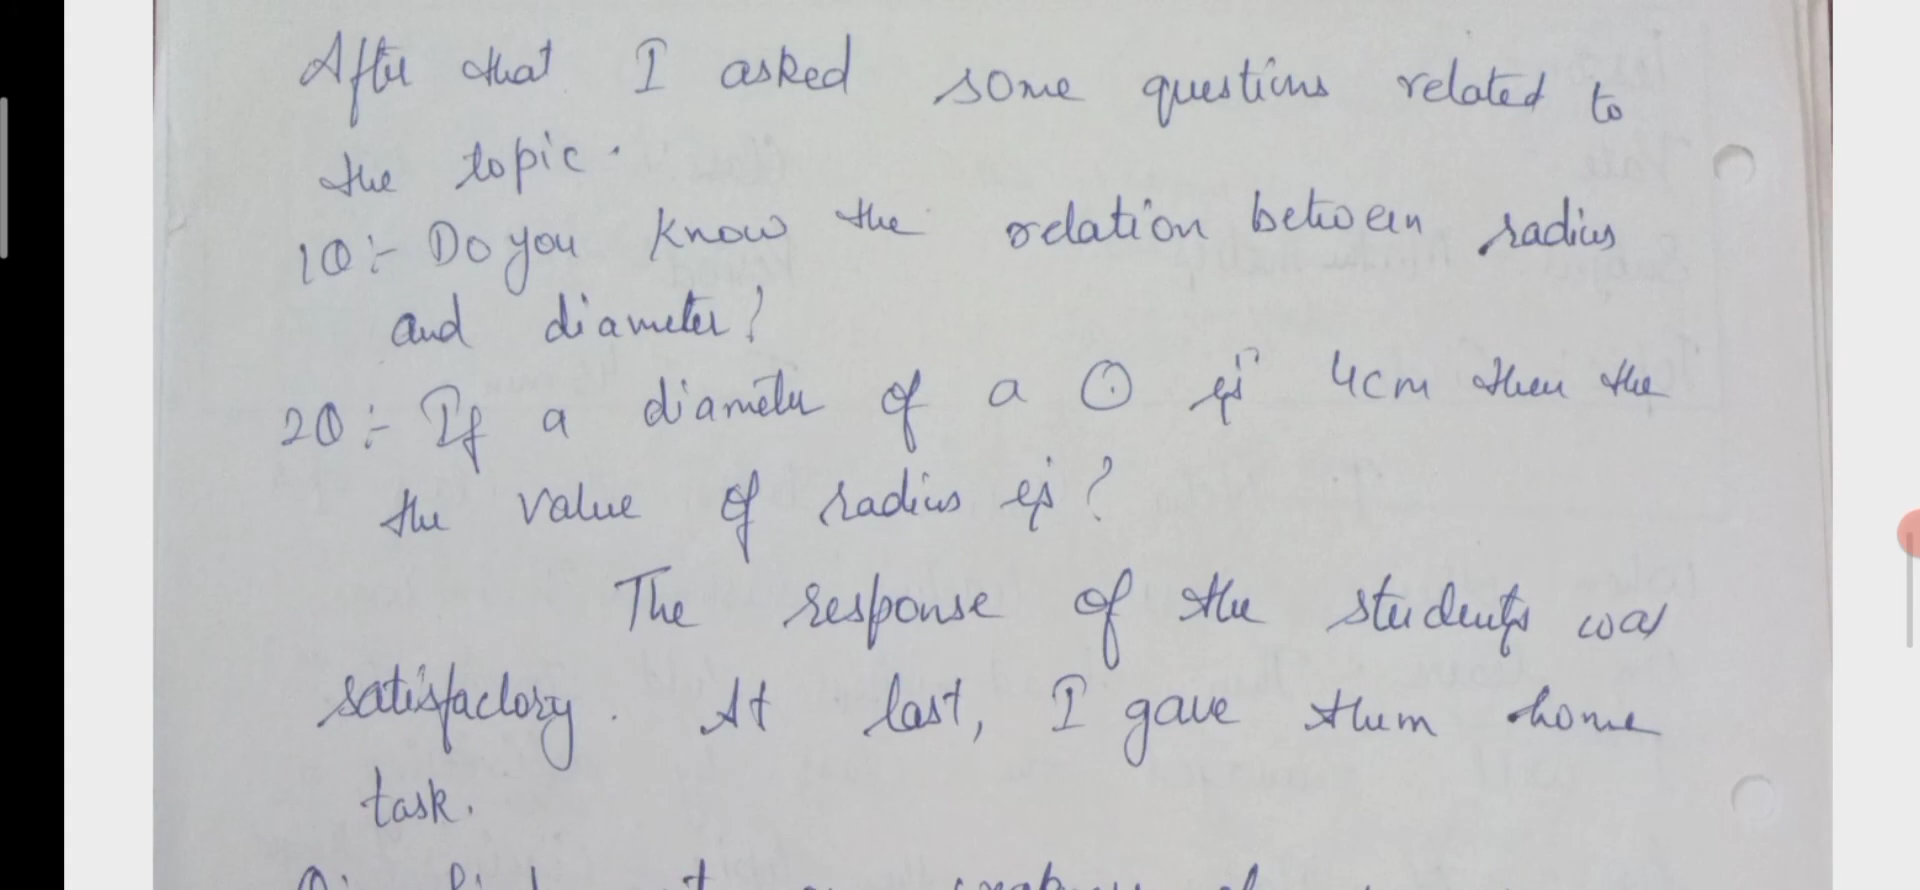 After that I asked some questions related to
the topic.
1Q:- Do you know the relation between radius
and diameter?
2Q:- If a diameter of a ⊙ is 4cm then the
the value of radius is?
The response of the students was
satisfactory. At last, I gave them home
task.